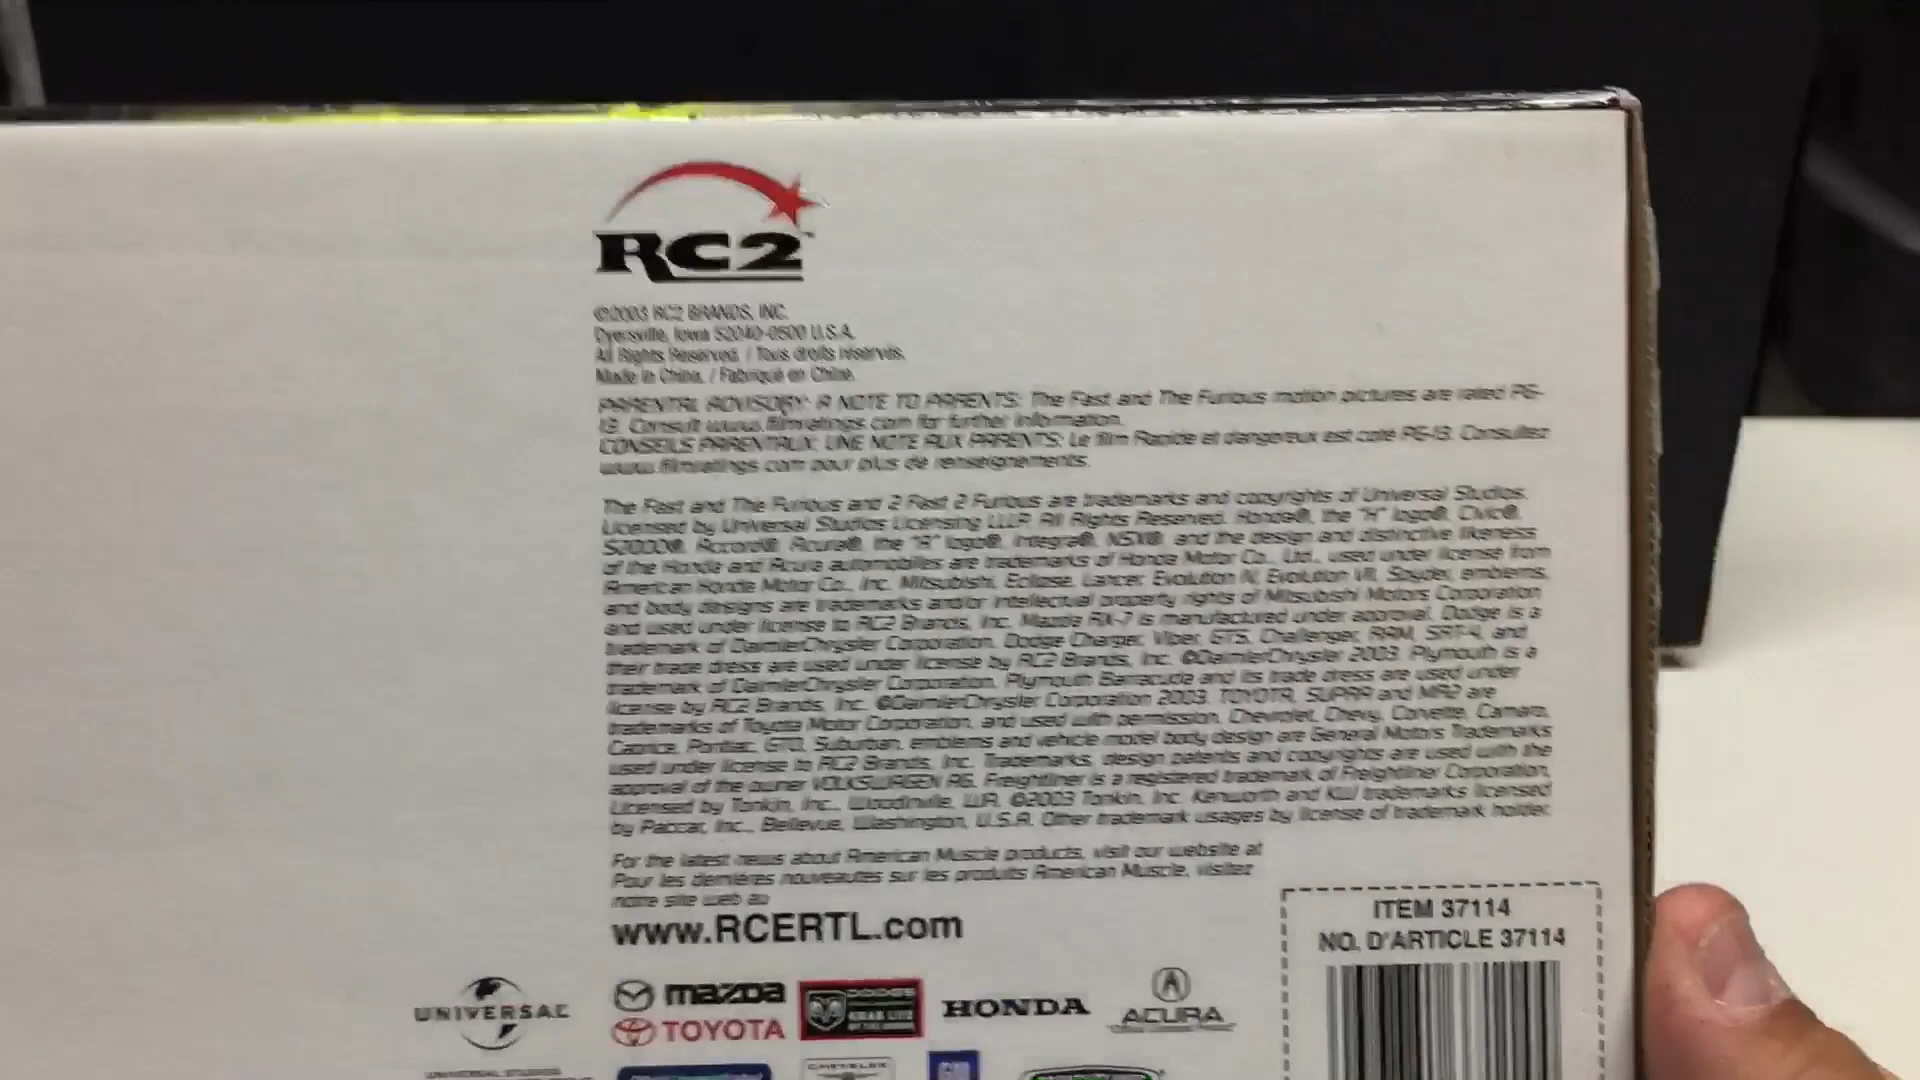 RC2™
©2003 RC2 BRANDS, INC.
Dyersville, Iowa 52040-0500 U.S.A.
All Rights Reserved. / Tous droits réservés.
Made in China. / Fabriqué en Chine.
PARENTAL ADVISORY: A NOTE TO PARENTS: The Fast and The Furious motion pictures are rated PG-
13. Consult www.filmratings.com for further information.
CONSEILS PARENTAUX: UNE NOTE AUX PARENTS: Le film Rapide et dangereux est coté PG-13. Consultez
www.filmratings.com pour plus de renseignements.
The Fast and The Furious and 2 Fast 2 Furious are trademarks and copyrights of Universal Studios.
Licensed by Universal Studios Licensing LLLP. All Rights Reserved. Honda®, the "H" logo®, Civic®,
S2000®, Accord®, Acura®, the "A" logo®, Integra®, NSX®, and the design and distinctive likeness
of the Honda and Acura automobiles are trademarks of Honda Motor Co., Ltd., used under license from
American Honda Motor Co., Inc. Mitsubishi, Eclipse, Lancer, Evolution IV, Evolution VII, Spyder, emblems,
and body designs are trademarks and/or intellectual property rights of Mitsubishi Motors Corporation
and used under license to RC2 Brands, Inc. Mazda RX-7 is manufactured under approval. Dodge is a
trademark of DaimlerChrysler Corporation. Dodge Charger, Viper, GTS, Challenger, RAM, SRT-4, and
their trade dress are used under license by RC2 Brands, Inc. ©DaimlerChrysler 2003. Plymouth is a
trademark of DaimlerChrysler Corporation. Plymouth Barracuda and its trade dress are used under
license by RC2 Brands, Inc. ©DaimlerChrysler Corporation 2003. TOYOTA, SUPRA and MR2 are
trademarks of Toyota Motor Corporation, and used with permission. Chevrolet, Chevy, Corvette, Camaro,
Caprice, Pontiac, GTO, Suburban, emblems and vehicle model body design are General Motors Trademarks
used under license to RC2 Brands, Inc. Trademarks, design patents and copyrights are used with the
approval of the owner VOLKSWAGEN AG. Freightliner is a registered trademark of Freightliner Corporation,
Licensed by Tonkin, Inc., Woodinville, WA. ©2003 Tonkin, Inc. Kenworth and KW trademarks licensed
by Paccar, Inc., Bellevue, Washington, U.S.A. Other trademark usages by license of trademark holder.
For the latest news about American Muscle products, visit our website at
Pour les dernières nouveautés sur les produits American Muscle, visitez
notre site web au
www.RCERTL.com
ITEM 37114
NO. D'ARTICLE 37114
UNIVERSAL
mazda
TOYOTA
DODGE
HONDA
ACURA
UNIVERSAL STUDIOS
CHRYSLER
GM